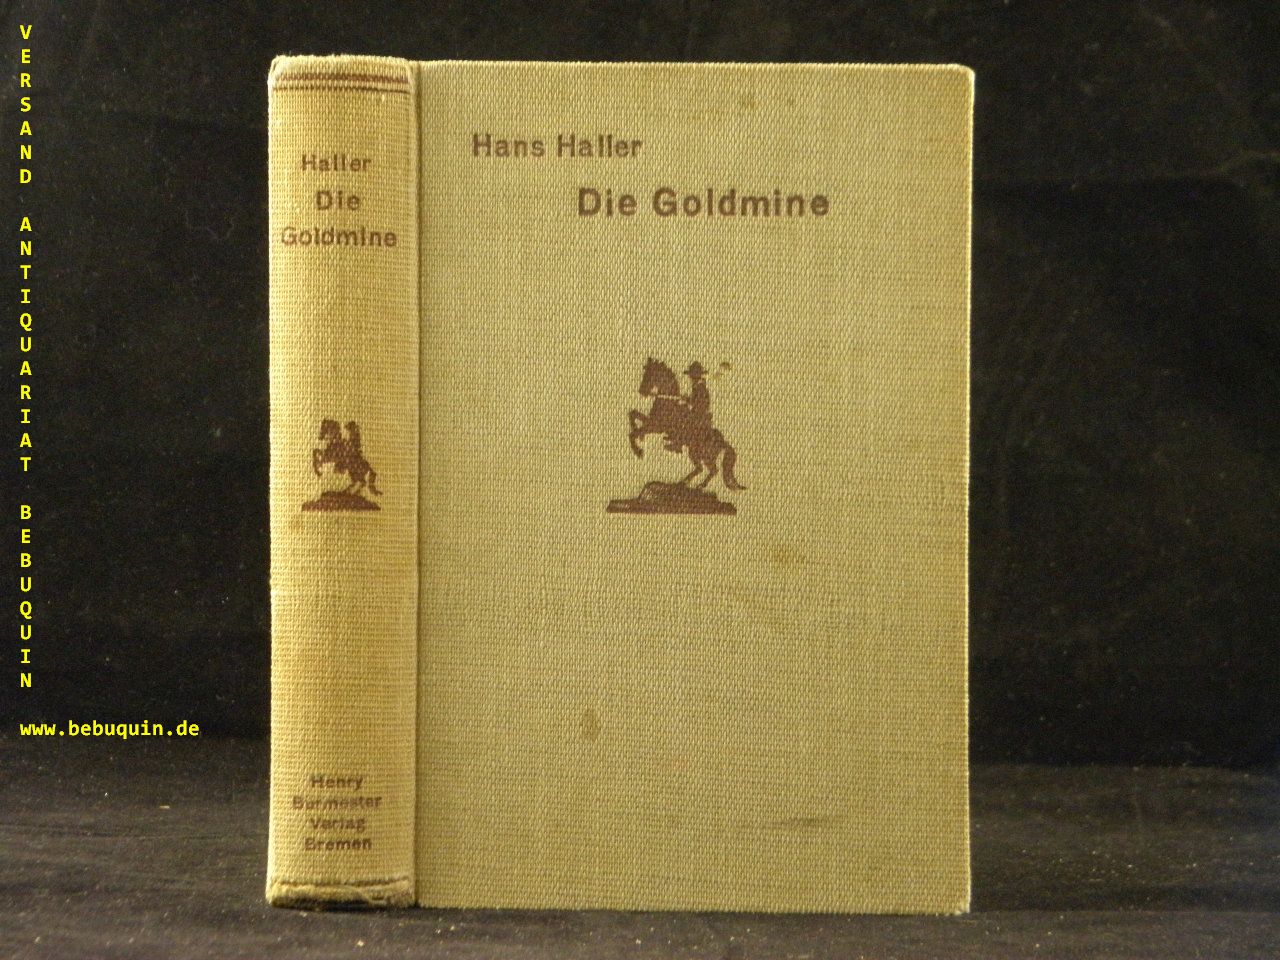 VERSAND ANTIQUARIAT BEBUQUIN
www.bebuquin.de
Haller
Die
Goldmine
Henry
Burmester
Verlag
Bremen
Hans Haller
Die Goldmine